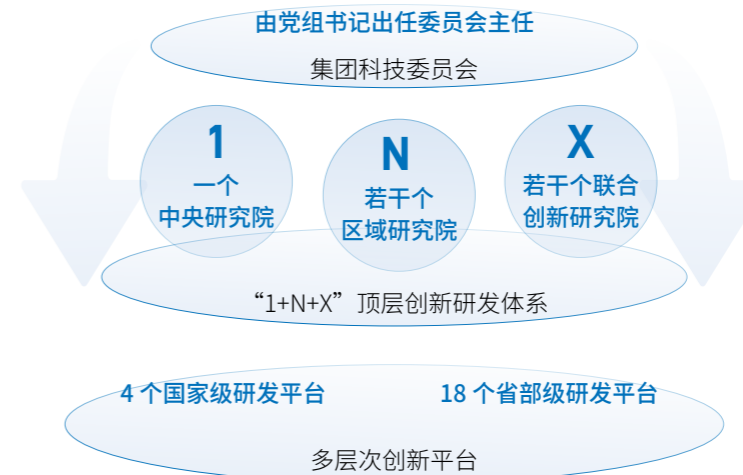 由党组书记出任委员会主任
集团科技委员会
1
一个
中央研究院
N
若干个
区域研究院
X
若干个联合
创新研究院
“1+N+X”顶层创新研发体系
4 个国家级研发平台
18 个省部级研发平台
多层次创新平台